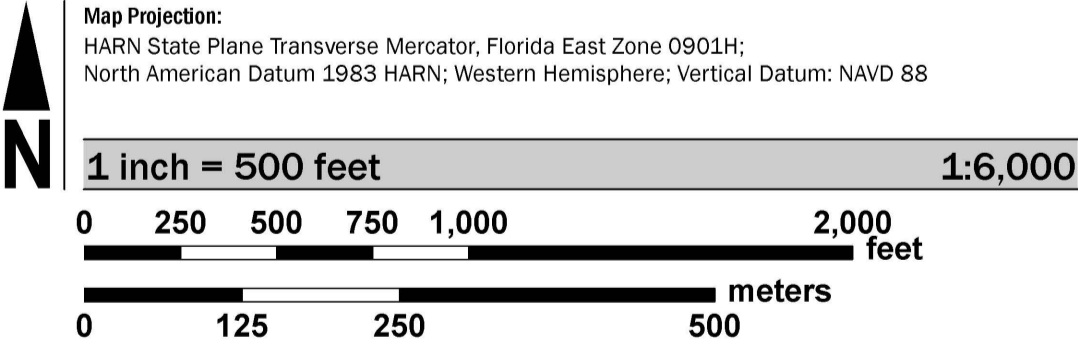 Map Projection:
HARN State Plane Transverse Mercator, Florida East Zone 0901H;
North American Datum 1983 HARN; Western Hemisphere; Vertical Datum: NAVD 88
N
1 inch = 500 feet 1:6,000
0 250 500 750 1,000 2,000
feet
meters
0 125 250 500